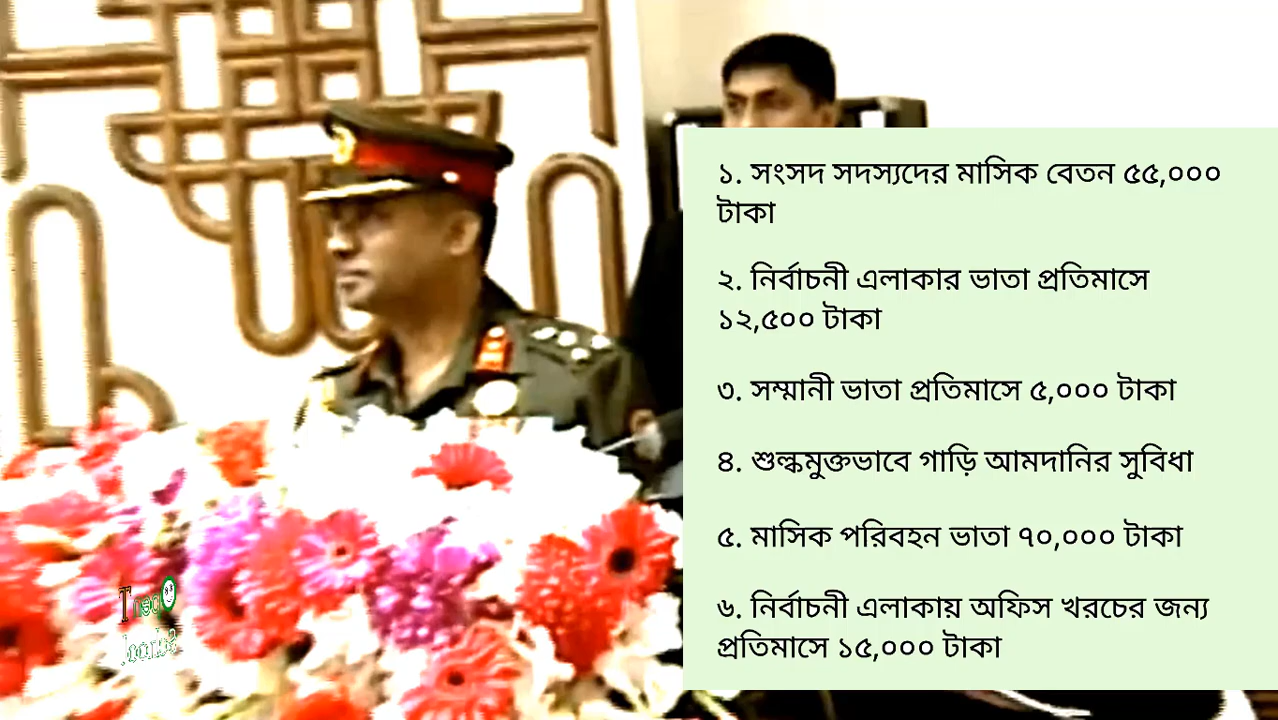 ১. সংসদ সদস্যদের মাসিক বেতন ৫৫,০০০
টাকা
২. নির্বাচনী এলাকার ভাতা প্রতিমাসে
১২,৫০০ টাকা
৩. সম্মানী ভাতা প্রতিমাসে ৫,০০০ টাকা
৪. শুল্কমুক্তভাবে গাড়ি আমদানির সুবিধা
৫. মাসিক পরিবহন ভাতা ৭০,০০০ টাকা
৬. নির্বাচনী এলাকায় অফিস খরচের জন্য
প্রতিমাসে ১৫,০০০ টাকা